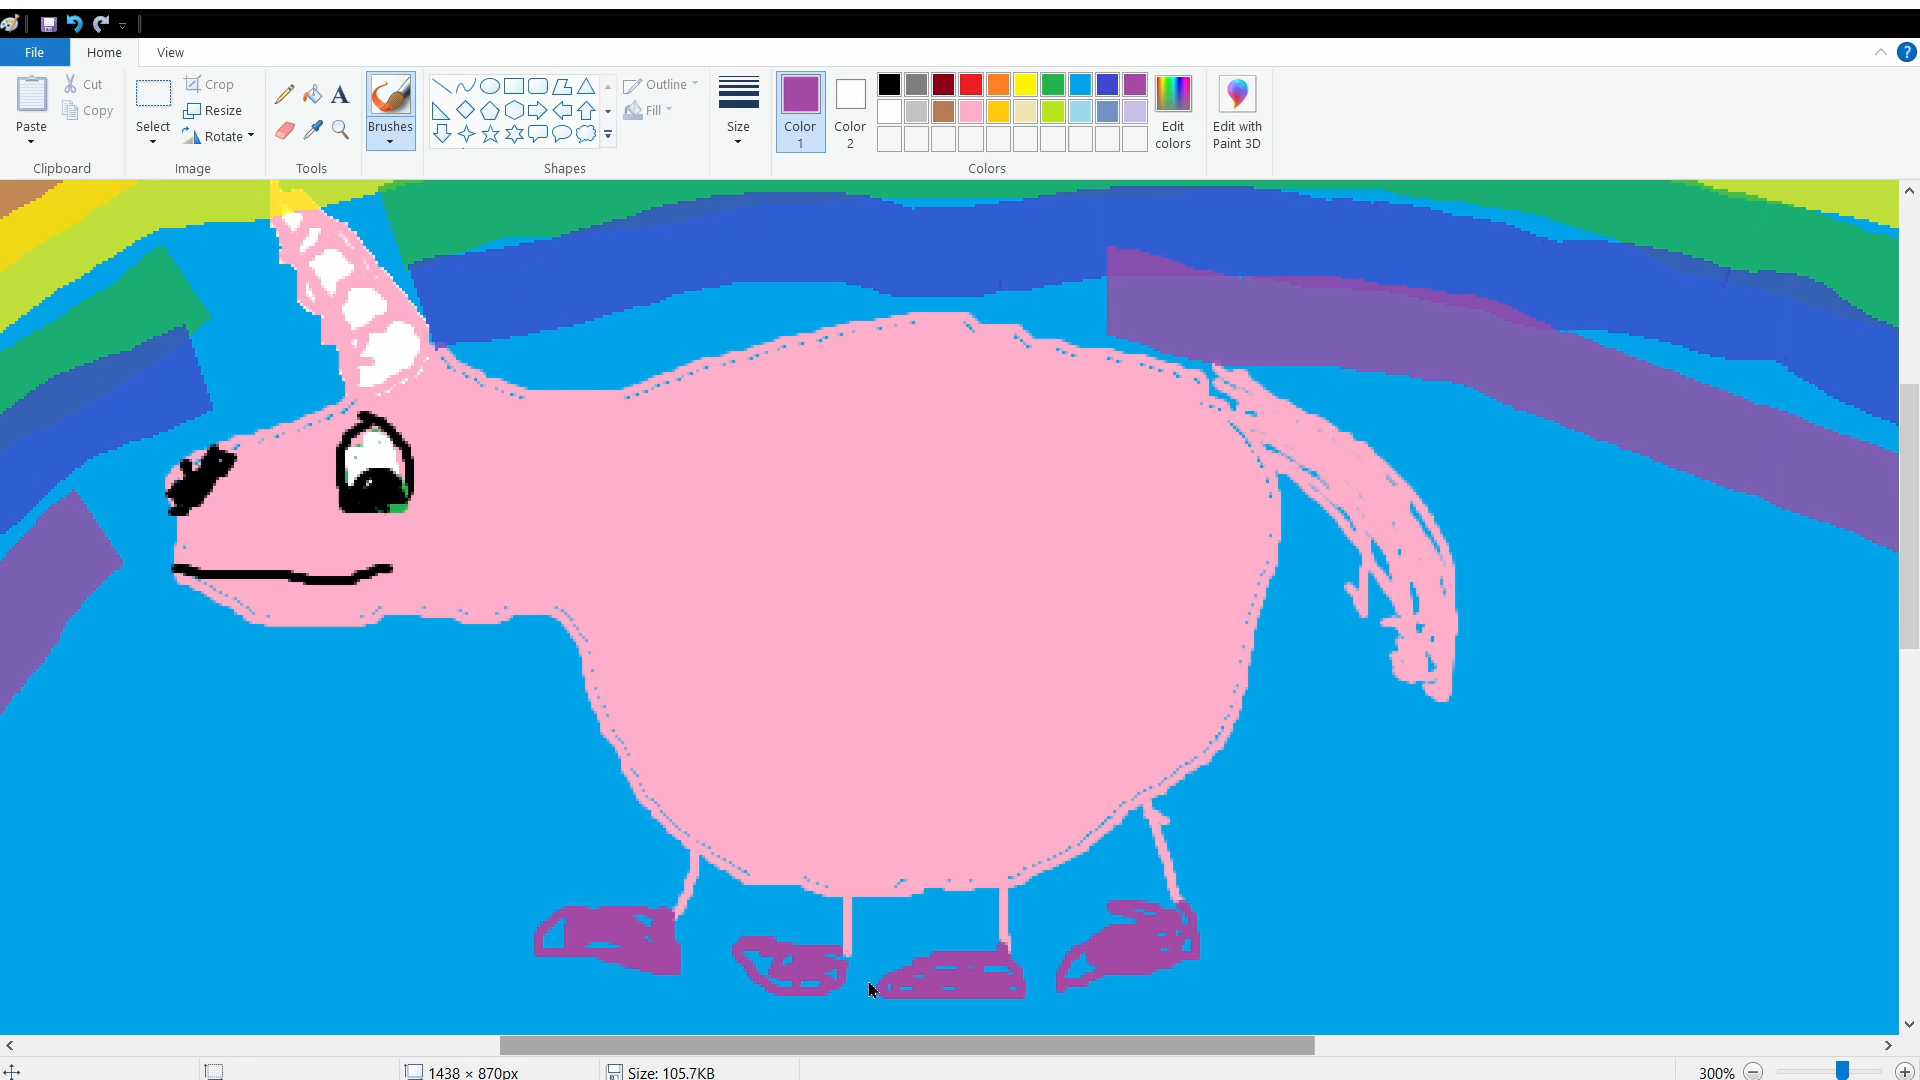 File Home View
Paste Cut Copy
Clipboard
Select Crop Resize Rotate
Image
A
Tools
Brushes
Outline Fill
Shapes
Size
Color 1 Color 2
Edit colors
Colors
Edit with Paint 3D
?
1438 × 870px Size: 105.7KB 300%